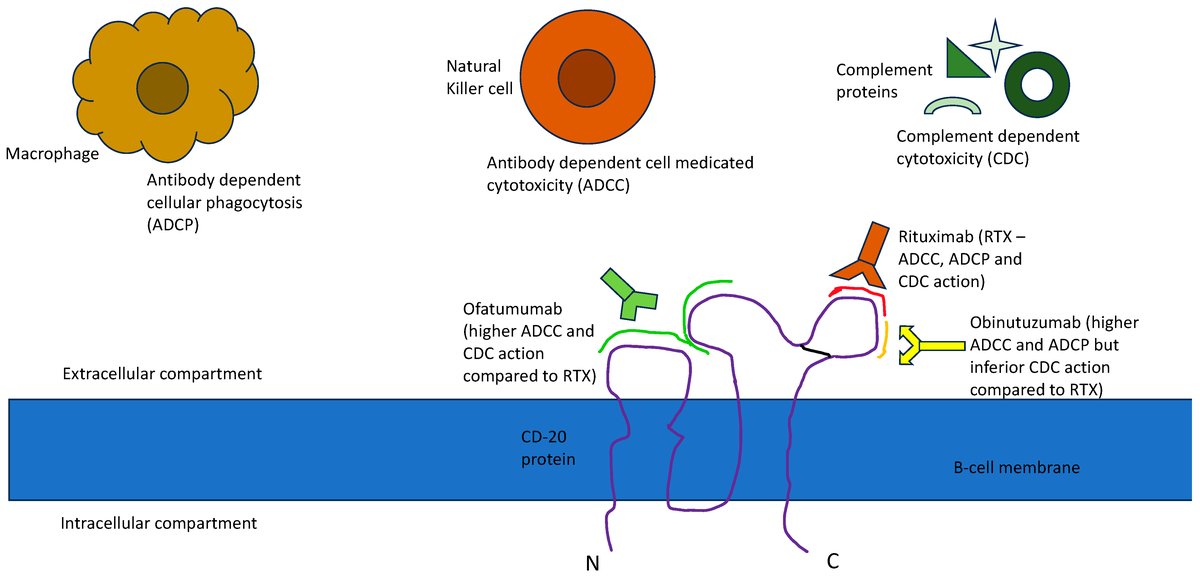 Macrophage
Antibody dependent
cellular phagocytosis
(ADCP)
Natural
Killer cell
Antibody dependent cell medicated
cytotoxicity (ADCC)
Complement
proteins
Complement dependent
cytotoxicity (CDC)
Rituximab (RTX –
ADCC, ADCP and
CDC action)
Ofatumumab
(higher ADCC and
CDC action
compared to RTX)
Obinutuzumab (higher
ADCC and ADCP but
inferior CDC action
compared to RTX)
Extracellular compartment
CD-20
protein
B-cell membrane
Intracellular compartment
N
C